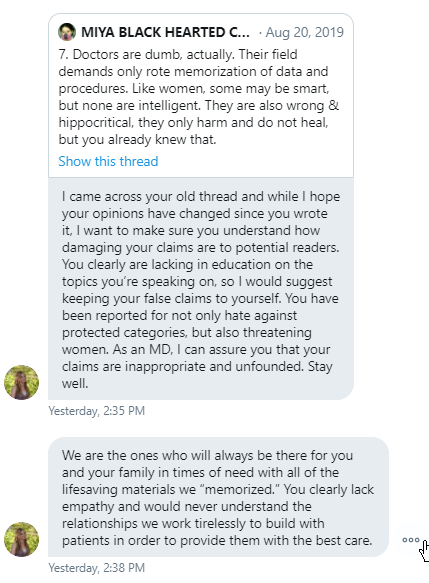 MIYA BLACK HEARTED C... · Aug 20, 2019
7. Doctors are dumb, actually. Their field
demands only rote memorization of data and
procedures. Like women, some may be smart,
but none are intelligent. They are also wrong &
hippocritical, they only harm and do not heal,
but you already knew that.
Show this thread
I came across your old thread and while I hope
your opinions have changed since you wrote
it, I want to make sure you understand how
damaging your claims are to potential readers.
You clearly are lacking in education on the
topics you're speaking on, so I would suggest
keeping your false claims to yourself. You have
been reported for not only hate against
protected categories, but also threatening
women. As an MD, I can assure you that your
claims are inappropriate and unfounded. Stay
well.
Yesterday, 2:35 PM
We are the ones who will always be there for you
and your family in times of need with all of the
lifesaving materials we “memorized.” You clearly lack
empathy and would never understand the
relationships we work tirelessly to build with
patients in order to provide them with the best care.
Yesterday, 2:38 PM